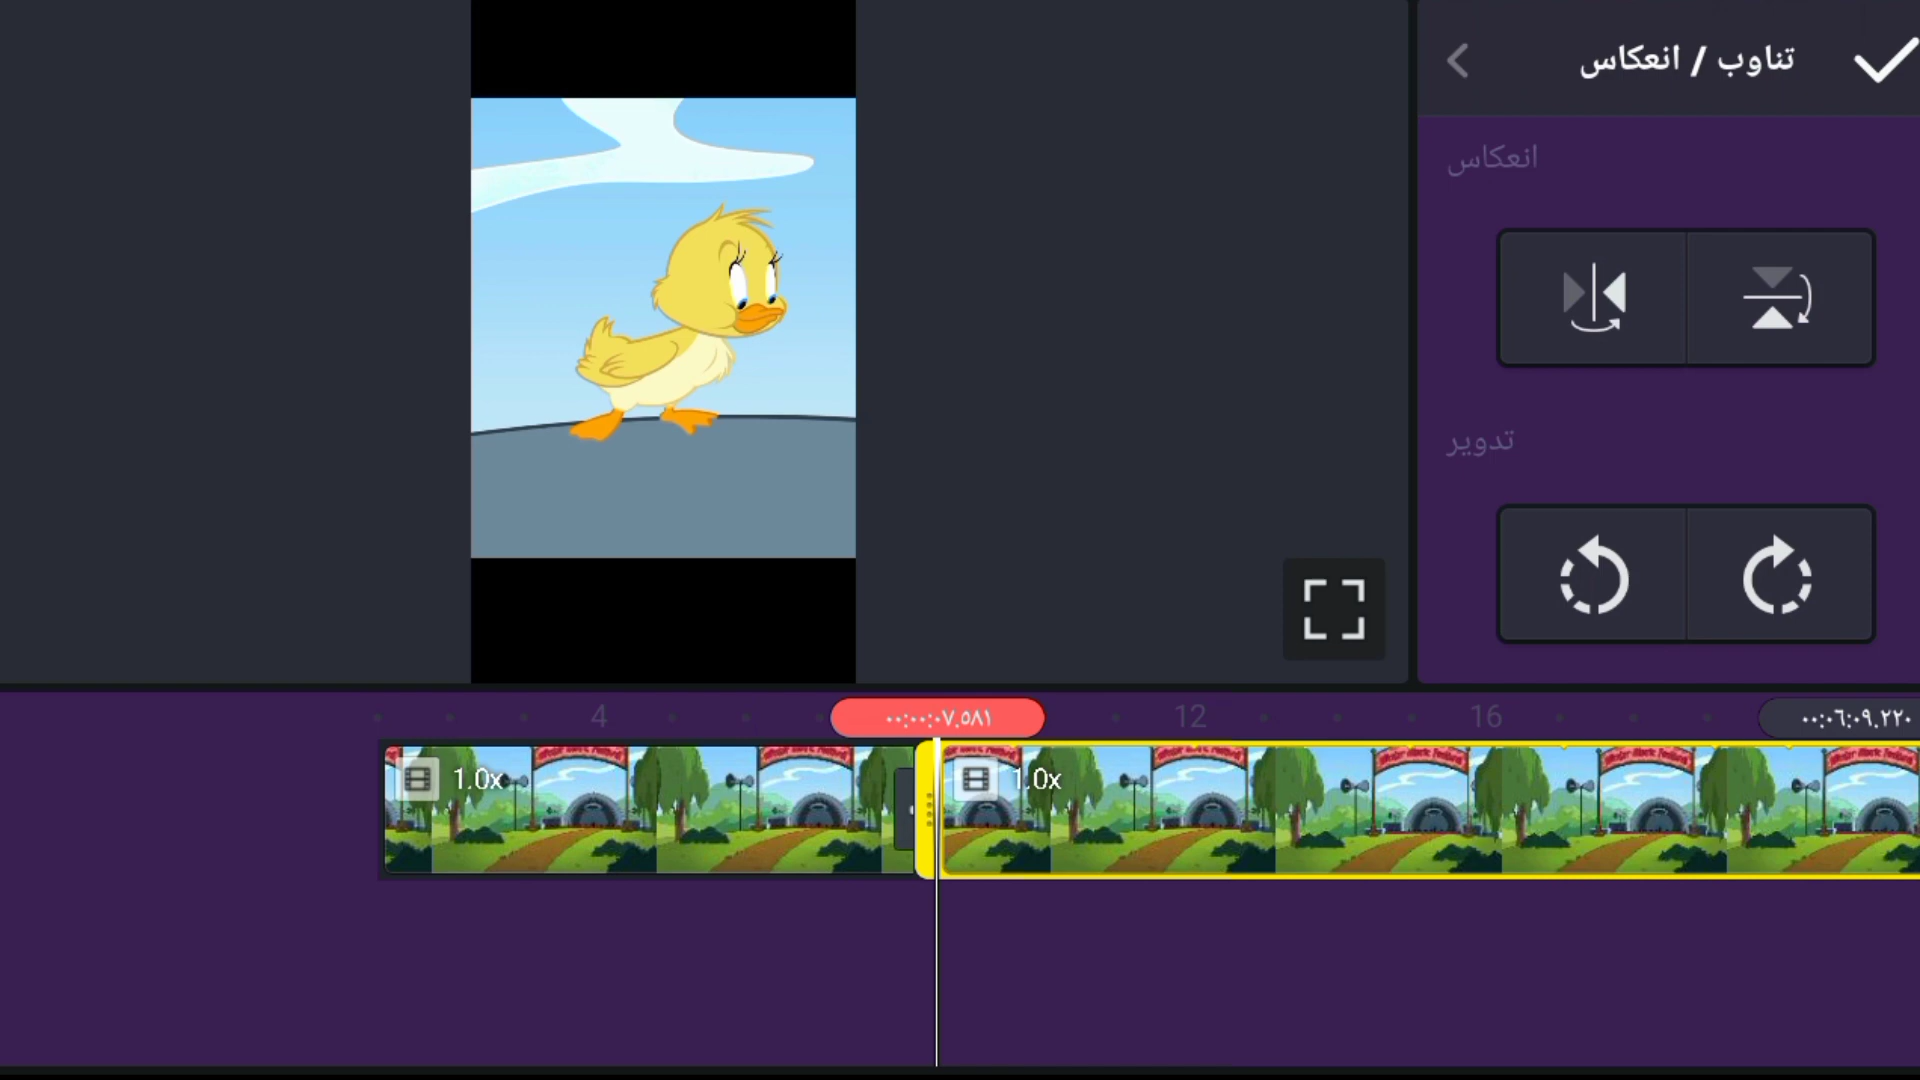 تناوب / انعكاس
انعكاس
تدوير
4
٠٠:٠٠:٠٧.٥٨١
12
16
٠٠:٠٦:٠٩.٢٢٠
1.0x
1.0x